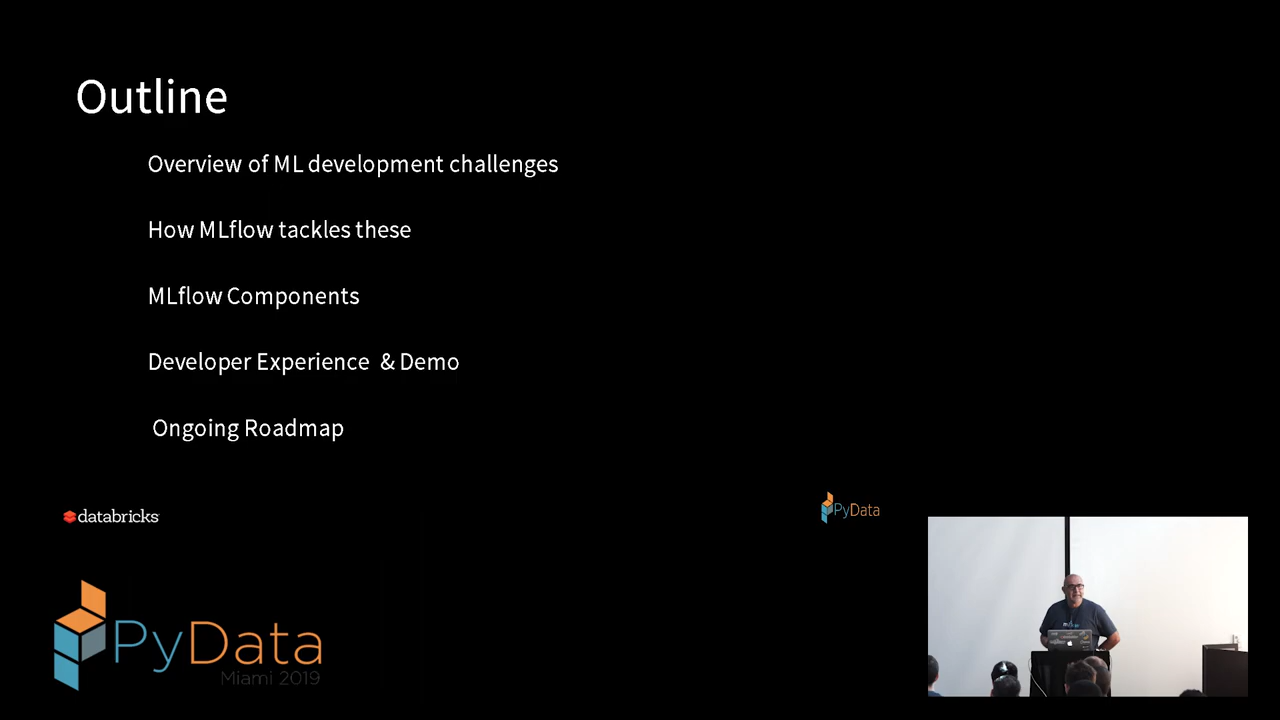 Outline
Overview of ML development challenges
How MLflow tackles these
MLflow Components
Developer Experience & Demo
Ongoing Roadmap
databricks
PyData
PyData
Miami 2019